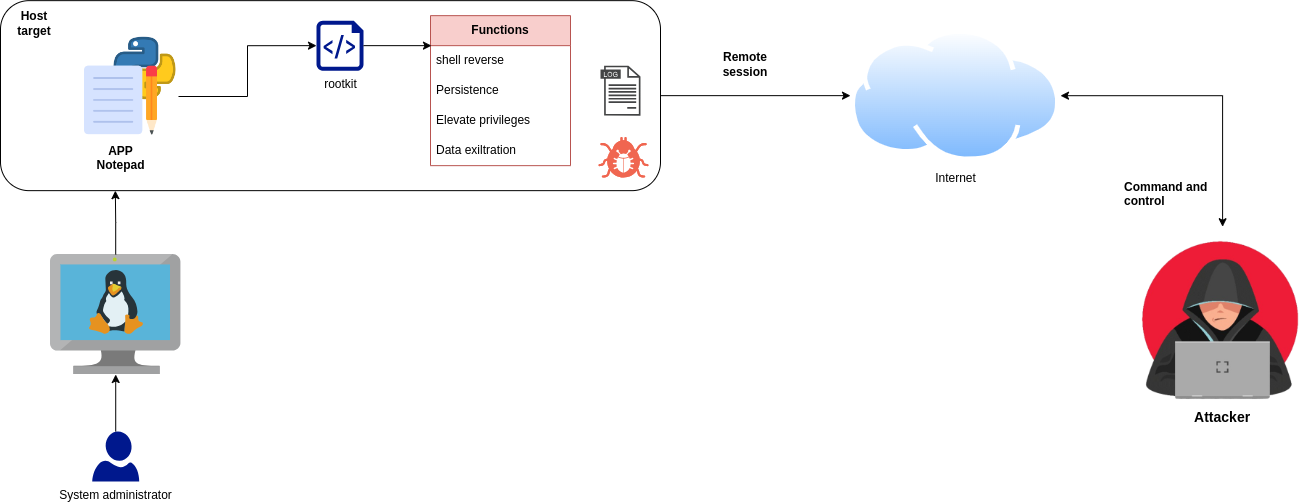 Host
target
APP
Notepad
rootkit
Functions
shell reverse
Persistence
Elevate privileges
Data exiltration
LOG
Remote
session
Internet
Command and
control
Attacker
System administrator